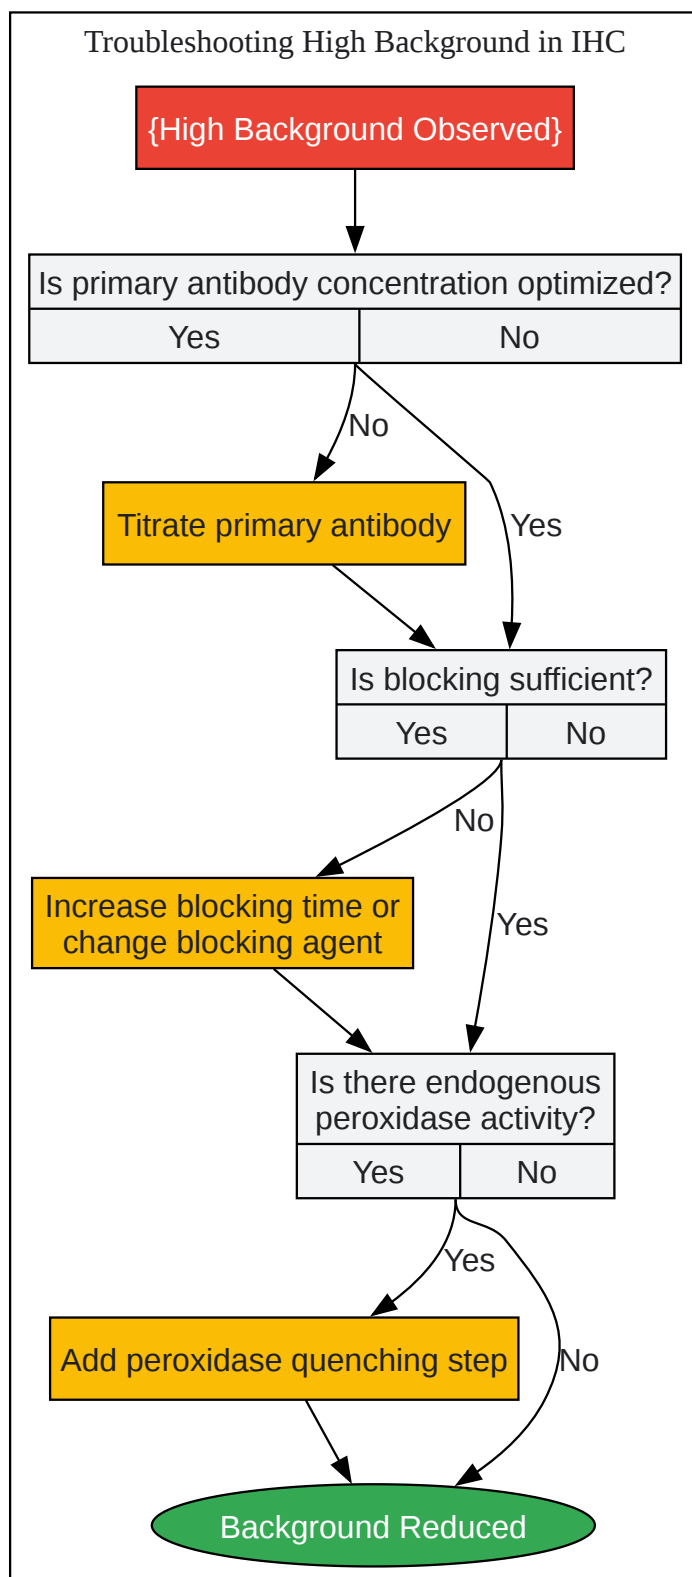 Troubleshooting High Background in IHC
{High Background Observed}
Is primary antibody concentration optimized?
Yes
No
No
Titrate primary antibody
Yes
Is blocking sufficient?
Yes
No
No
Increase blocking time or
change blocking agent
Yes
Is there endogenous
peroxidase activity?
Yes
No
Yes
Add peroxidase quenching step
No
Background Reduced